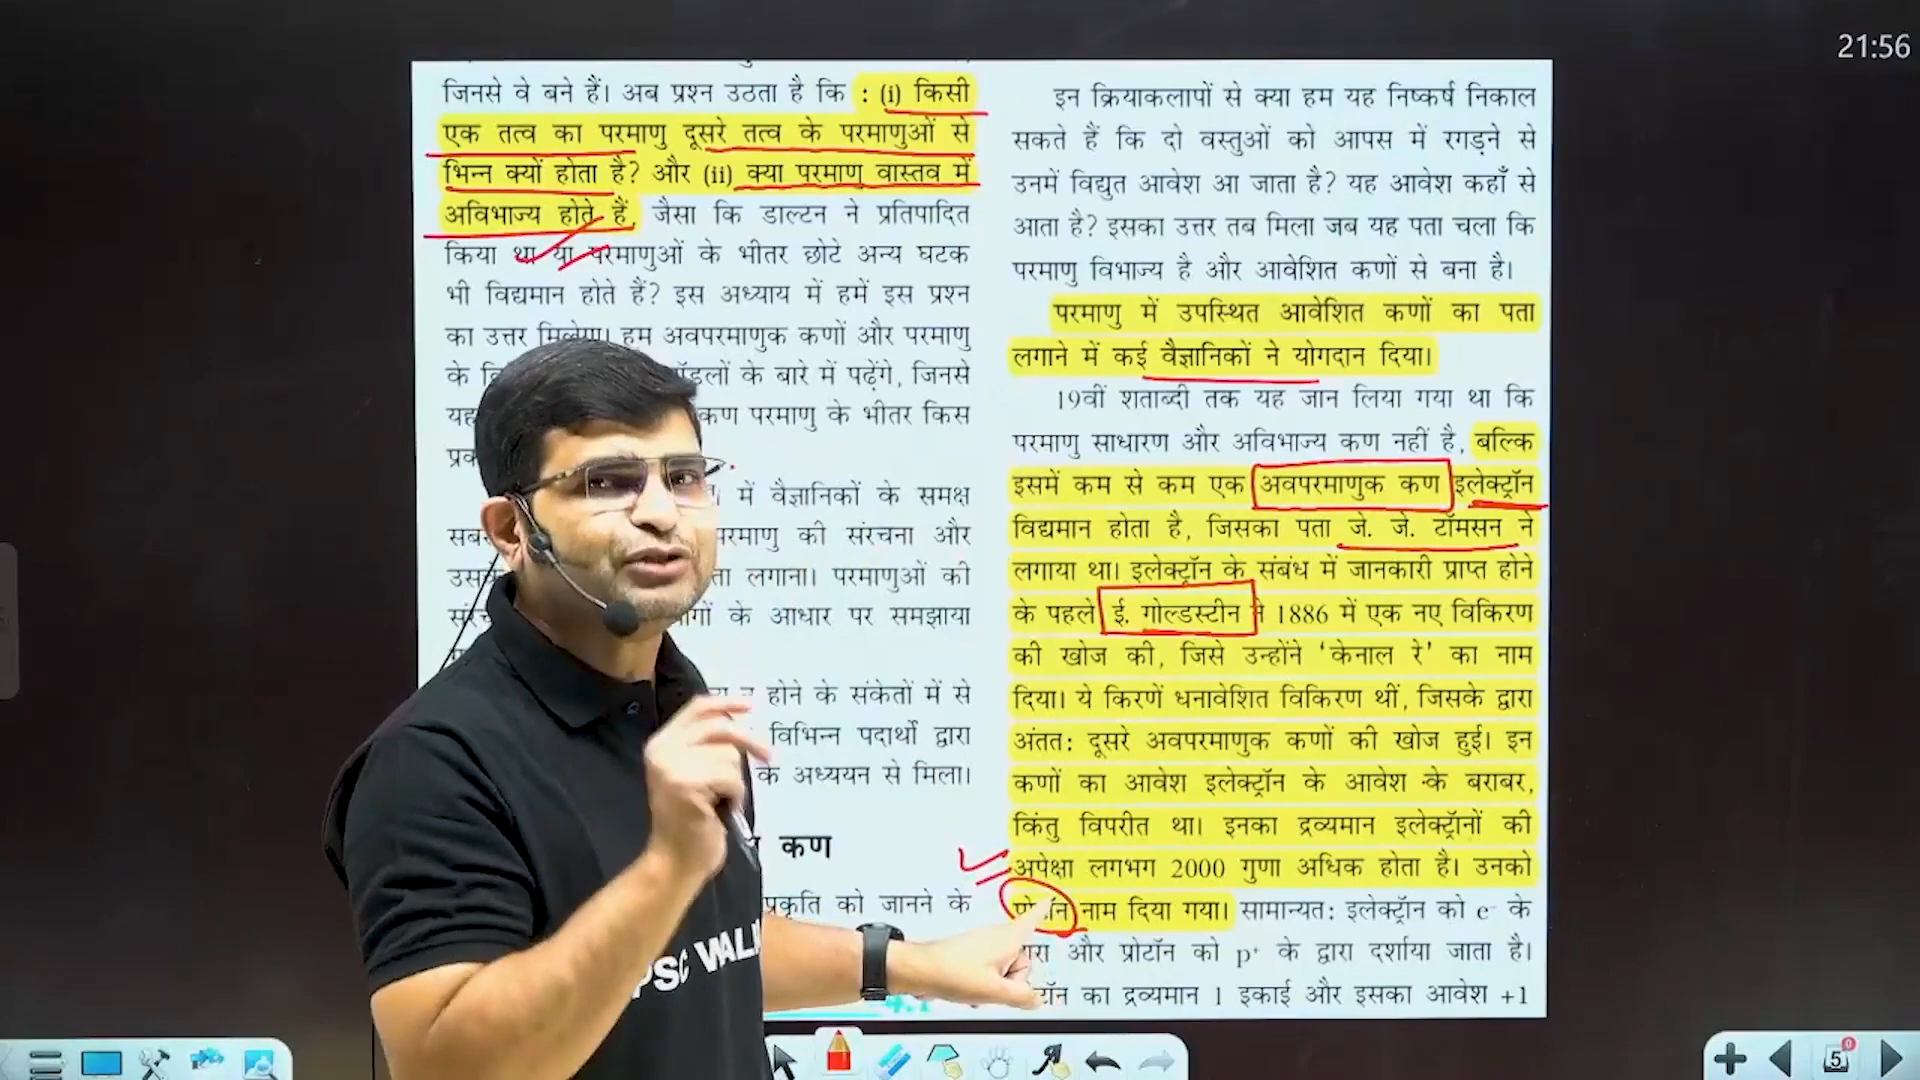 21:56
जिनसे वे बने हैं। अब प्रश्न उठता है कि : (i) किसी
एक तत्व का परमाणु दूसरे तत्व के परमाणुओं से
भिन्न क्यों होता है? और (ii) क्या परमाणु वास्तव में
अविभाज्य होते हैं, जैसा कि डाल्टन ने प्रतिपादित
किया था या परमाणुओं के भीतर छोटे अन्य घटक
भी विद्यमान होते हैं? इस अध्याय में हमें इस प्रश्न
का उत्तर मिलेगा। हम अवपरमाणुक कणों और परमाणु
के के बारे में पढ़ेंगे, जिनसे
यह कण परमाणु के भीतर किस
में वैज्ञानिकों के समक्ष
की संरचना और
लगाना। परमाणुओं की
के आधार पर समझाया
होने के संकेतों में से
विभिन्न पदार्थों द्वारा
के अध्ययन से मिला।
कण
प्रकृति को जानने के
इन क्रियाकलापों से क्या हम यह निष्कर्ष निकाल
सकते हैं कि दो वस्तुओं को आपस में रगड़ने से
उनमें विद्युत आवेश आ जाता है? यह आवेश कहाँ से
आता है? इसका उत्तर तब मिला जब यह पता चला कि
परमाणु विभाज्य है और आवेशित कणों से बना है।
परमाणु में उपस्थित आवेशित कणों का पता
लगाने में कई वैज्ञानिकों ने योगदान दिया।
19वीं शताब्दी तक यह जान लिया गया था कि
परमाणु साधारण और अविभाज्य कण नहीं है, बल्कि
इसमें कम से कम एक अवपरमाणुक कण इलेक्ट्रॉन
विद्यमान होता है, जिसका पता जे. जे. टॉमसन ने
लगाया था। इलेक्ट्रॉन के संबंध में जानकारी प्राप्त होने
के पहले ई. गोल्डस्टीन ने 1886 में एक नए विकिरण
की खोज की, जिसे उन्होंने ‘केनाल रे’ का नाम
दिया। ये किरणें धनावेशित विकिरण थीं, जिसके द्वारा
अंतत: दूसरे अवपरमाणुक कणों की खोज हुई। इन
कणों का आवेश इलेक्ट्रॉन के आवेश के बराबर,
किंतु विपरीत था। इनका द्रव्यमान इलेक्ट्रॉनों की
अपेक्षा लगभग 2000 गुणा अधिक होता है। उनको
प्रोटॉन नाम दिया गया। सामान्यत: इलेक्ट्रॉन को e⁻ के
और प्रोटॉन को p⁺ के द्वारा दर्शाया जाता है।
का द्रव्यमान 1 इकाई और इसका आवेश +1
PSC WALL
5
0